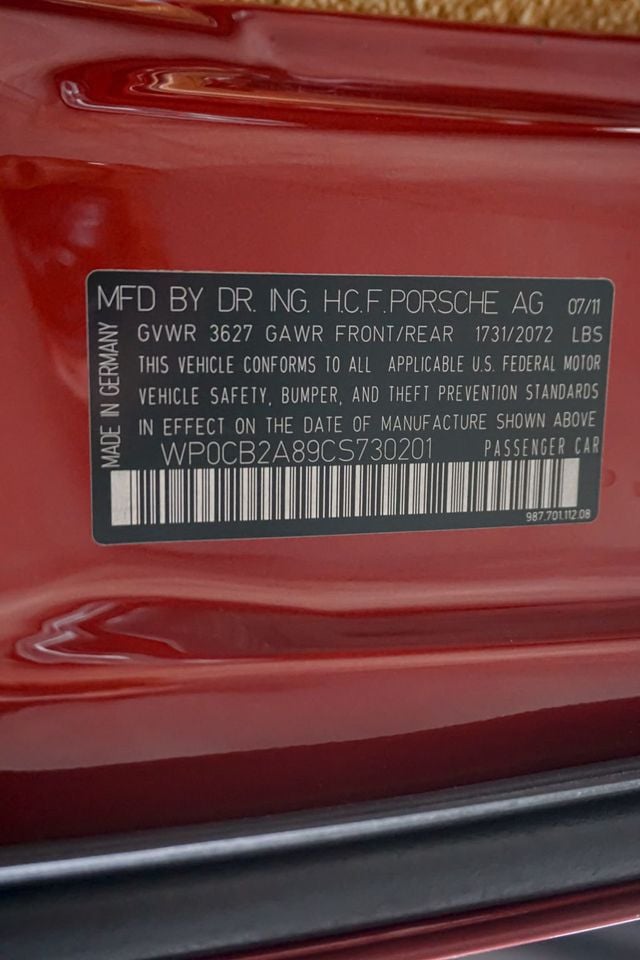 MFD BY DR. ING. H.C.F. PORSCHE AG 07/11
GVWR 3627 GAWR FRONT/REAR 1731/2072 LBS
THIS VEHICLE CONFORMS TO ALL APPLICABLE U.S. FEDERAL MOTOR
VEHICLE SAFETY, BUMPER, AND THEFT PREVENTION STANDARDS
IN EFFECT ON THE DATE OF MANUFACTURE SHOWN ABOVE
WP0CB2A89CS730201 PASSENGER CAR
987.701.112.08
MADE IN GERMANY